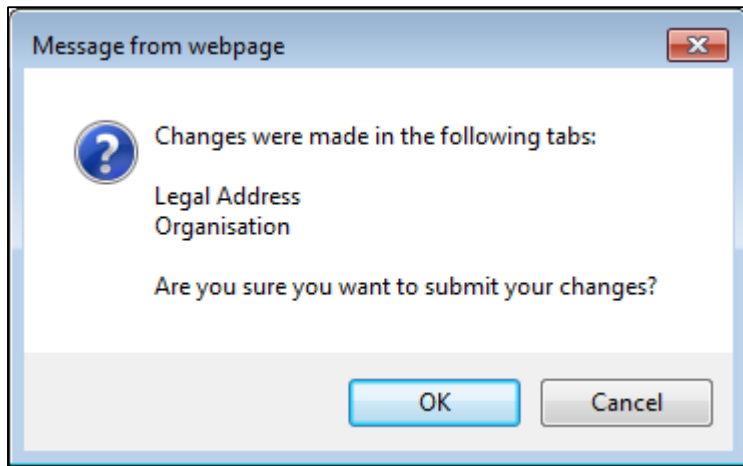 Message from webpage
Changes were made in the following tabs:
Legal Address
Organisation
Are you sure you want to submit your changes?
OK
Cancel